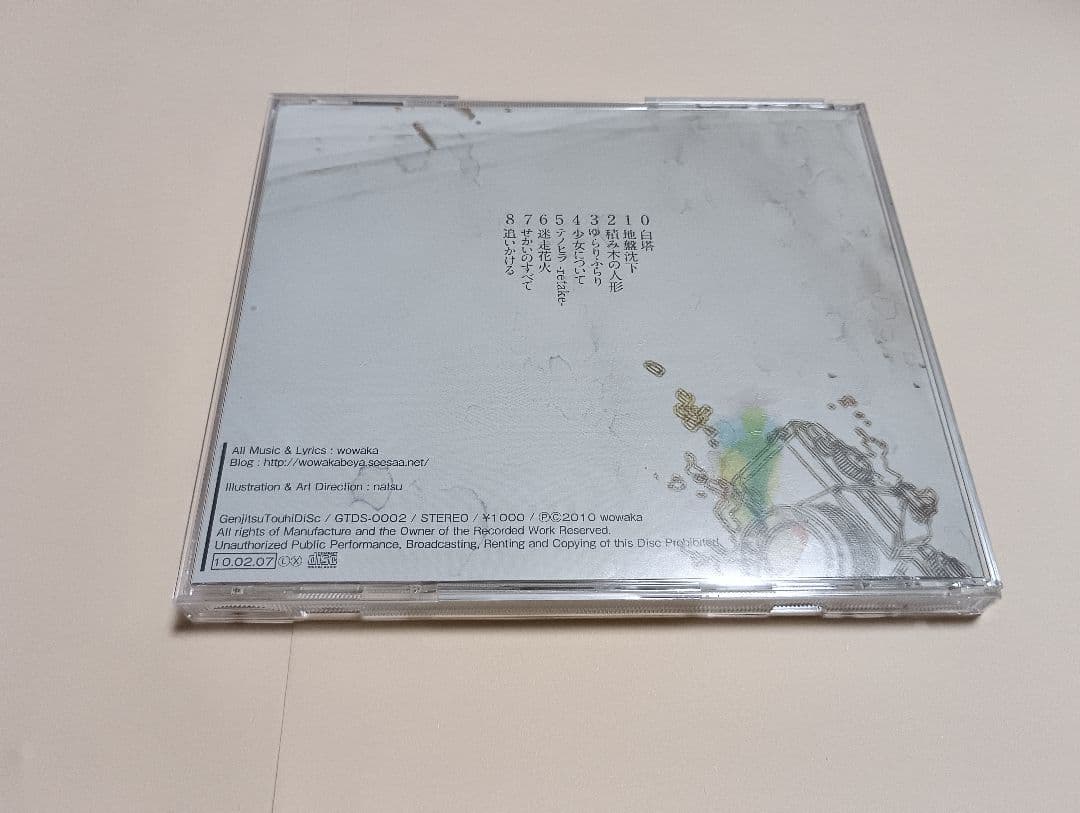 0 白塔
1 地盤沈下
2 積み木の人形
3 ゆらりふらり
4 少女について
5 テノヒラ -retake-
6 迷走花火
7 せかいのすべて
8 追いかける
All Music & Lyrics : wowaka
Blog : http://wowakabeya.seesaa.net/
Illustration & Art Direction : natsu
GenjitsuTouhiDiSc / GTDS-0002 / STEREO / ¥1000 / ⓅⒸ2010 wowaka
All rights of Manufacture and the Owner of the Recorded Work Reserved.
Unauthorized Public Performance, Broadcasting, Renting and Copying of this Disc Prohibited.
10.02.07 Ⓛ Ⓧ COMPACT disc DIGITAL AUDIO